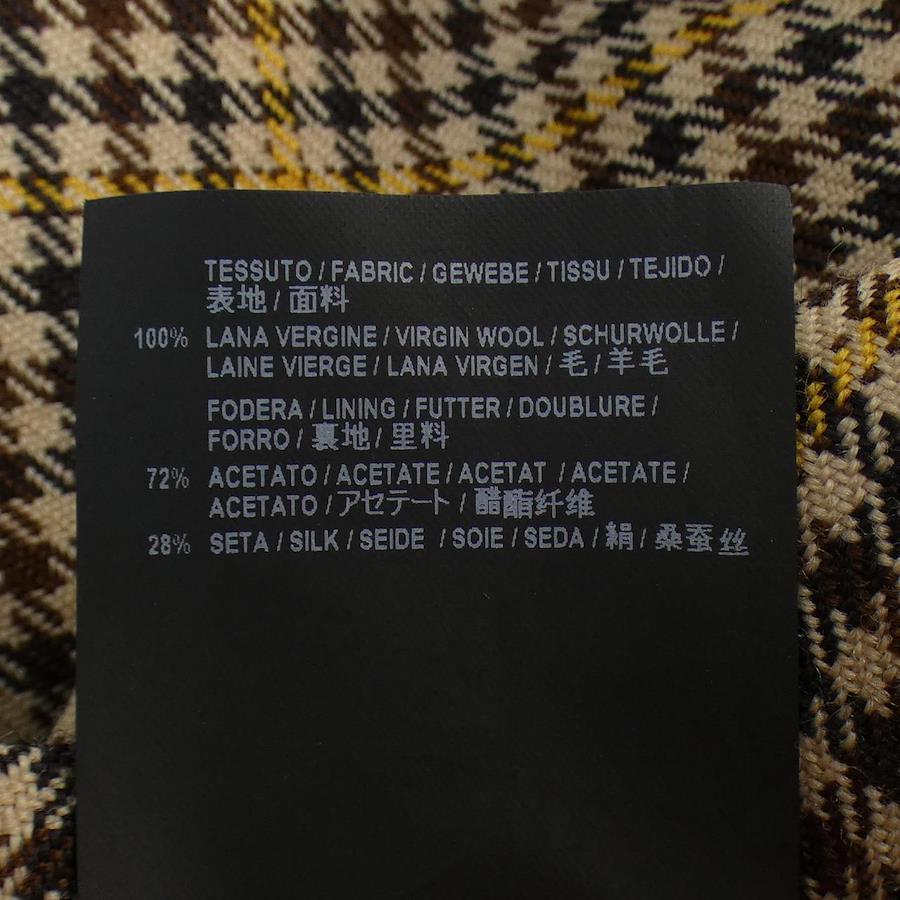 TESSUTO / FABRIC / GEWEBE / TISSU / TEJIDO /
表地 / 面料
100% LANA VERGINE / VIRGIN WOOL / SCHURWOLLE /
LAINE VIERGE / LANA VIRGEN / 毛 / 羊毛
FODERA / LINING / FUTTER / DOUBLURE /
FORRO / 裏地 / 里料
72% ACETATO / ACETATE / ACETAT / ACETATE /
ACETATO / アセテート / 醋酯纤维
28% SETA / SILK / SEIDE / SOIE / SEDA / 絹 / 桑蚕丝